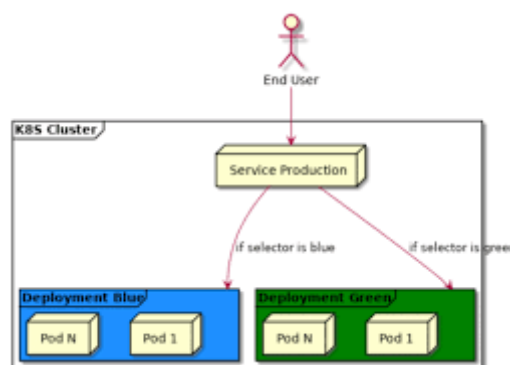 End User
K8S Cluster
Service Production
if selector is blue
if selector is green
Deployment Blue
Deployment Green
Pod N
Pod 1
Pod N
Pod 1